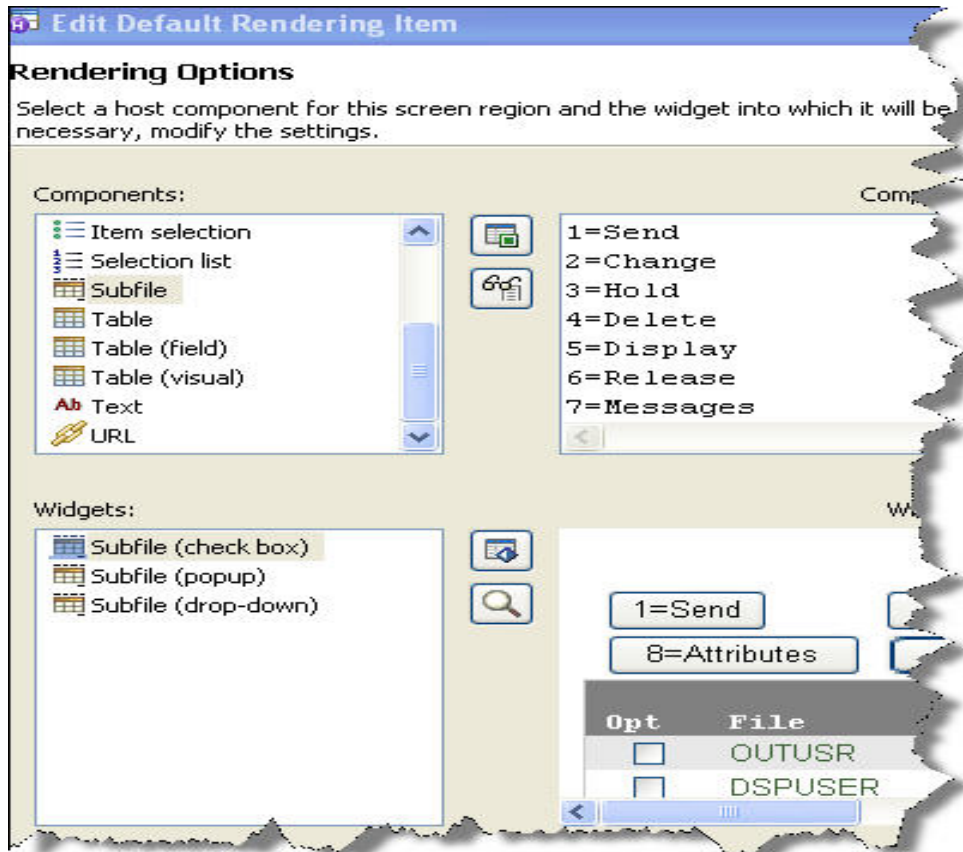 Edit Default Rendering Item
Rendering Options
Select a host component for this screen region and the widget into which it will be
necessary, modify the settings.
Components:
Item selection
Selection list
Subfile
Table
Table (field)
Table (visual)
Ab Text
URL
1=Send
2=Change
3=Hold
4=Delete
5=Display
6=Release
7=Messages
Widgets:
Subfile (check box)
Subfile (popup)
Subfile (drop-down)
1=Send
8=Attributes
Opt File
OUTUSR
DSPUSER